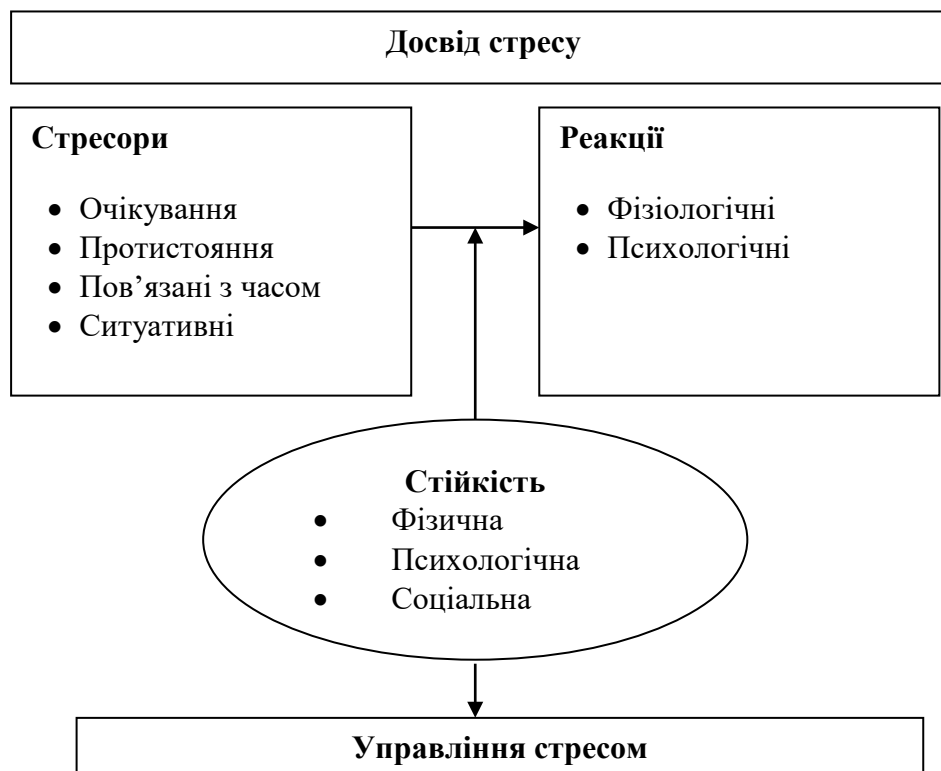 Досвід стресу
Стресори
• Очікування
• Протистояння
• Пов’язані з часом
• Ситуативні
Реакції
• Фізіологічні
• Психологічні
Стійкість
• Фізична
• Психологічна
• Соціальна
Управління стресом